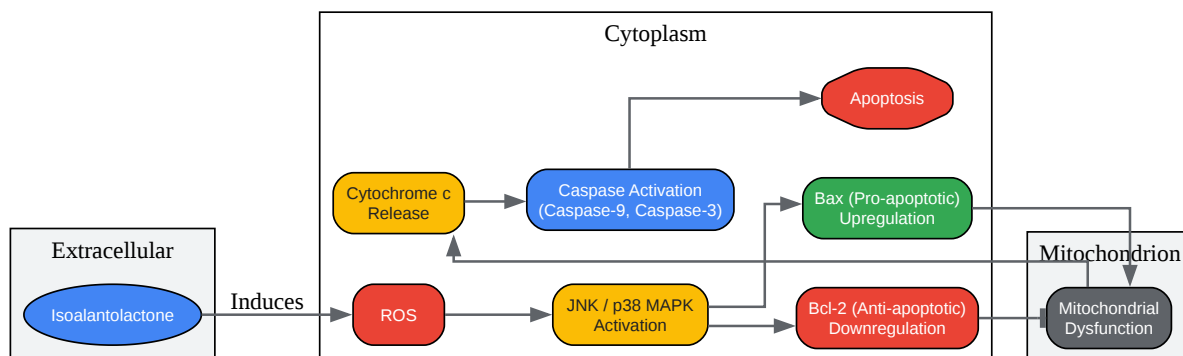 Cytoplasm
Apoptosis
Cytochrome c
Release
Caspase Activation
(Caspase-9, Caspase-3)
Bax (Pro-apoptotic)
Upregulation
Extracellular
Mitochondrion
Isoalantolactone
Induces
ROS
JNK / p38 MAPK
Activation
Bcl-2 (Anti-apoptotic)
Downregulation
Mitochondrial
Dysfunction